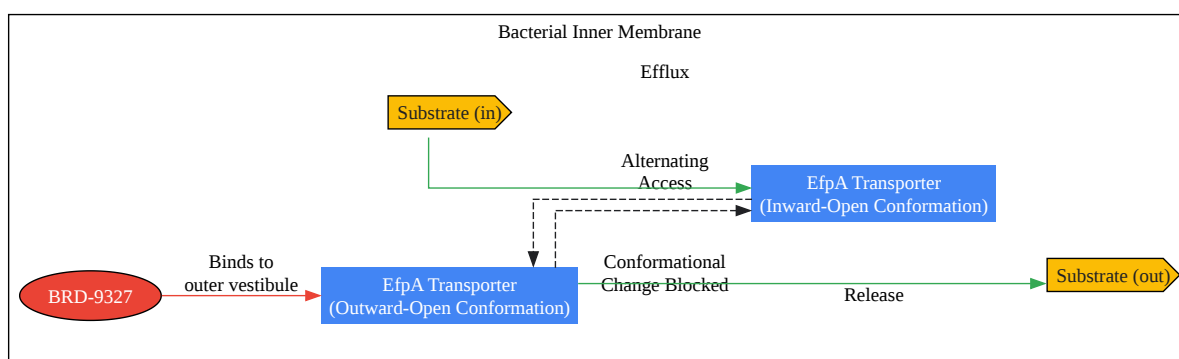 Bacterial Inner Membrane
Efflux
Substrate (in)
Alternating
Access
EfpA Transporter
(Inward-Open Conformation)
Binds to
outer vestibule
BRD-9327
EfpA Transporter
(Outward-Open Conformation)
Conformational
Change Blocked
Release
Substrate (out)